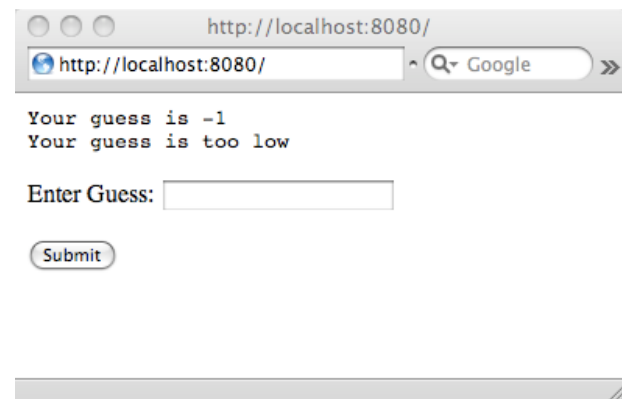 http://localhost:8080/
http://localhost:8080/ Google
Your guess is -1
Your guess is too low
Enter Guess:
Submit